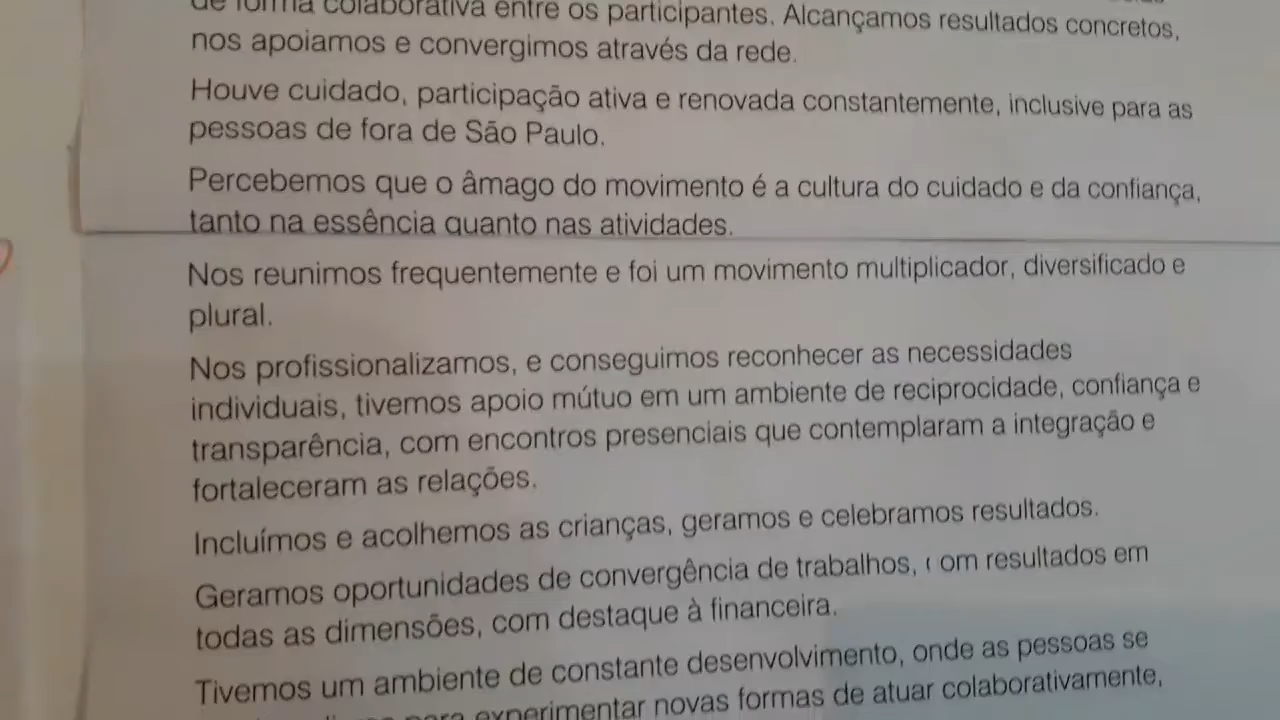 de forma colaborativa entre os participantes. Alcançamos resultados concretos,
nos apoiamos e convergimos através da rede.
Houve cuidado, participação ativa e renovada constantemente, inclusive para as
pessoas de fora de São Paulo.
Percebemos que o âmago do movimento é a cultura do cuidado e da confiança,
tanto na essência quanto nas atividades.
Nos reunimos frequentemente e foi um movimento multiplicador, diversificado e
plural.
Nos profissionalizamos, e conseguimos reconhecer as necessidades
individuais, tivemos apoio mútuo em um ambiente de reciprocidade, confiança e
transparência, com encontros presenciais que contemplaram a integração e
fortaleceram as relações.
Incluímos e acolhemos as crianças, geramos e celebramos resultados.
Geramos oportunidades de convergência de trabalhos, com resultados em
todas as dimensões, com destaque à financeira.
Tivemos um ambiente de constante desenvolvimento, onde as pessoas se
para experimentar novas formas de atuar colaborativamente,